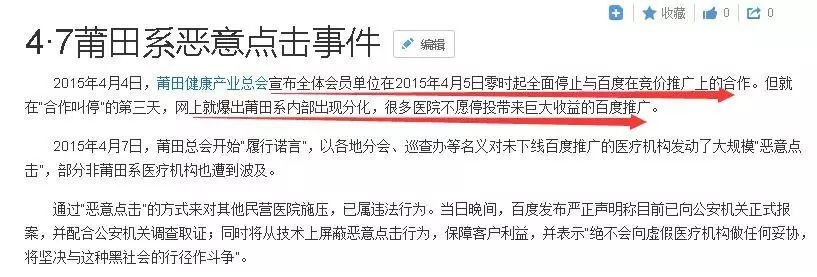 收藏 0 0
4·7莆田系恶意点击事件 编辑
2015年4月4日，莆田健康产业总会宣布全体会员单位在2015年4月5日零时起全面停止与百度在竞价推广上的合作。但就
在“合作叫停”的第三天，网上就爆出莆田系内部出现分化，很多医院不愿停投带来巨大收益的百度推广。
2015年4月7日，莆田总会开始“履行诺言”，以各地分会、巡查办等名义对未下线百度推广的医疗机构发动了大规模“恶意点
击”，部分非莆田系医疗机构也遭到波及。
通过“恶意点击”的方式来对其他民营医院施压，已属违法行为。当日晚间，百度发布严正声明称目前已向公安机关正式报
案，并配合公安机关调查取证；同时将从技术上屏蔽恶意点击行为，保障客户利益，并表示“绝不会向虚假医疗机构做任何妥协，
将坚决与这种黑社会的行径作斗争”。